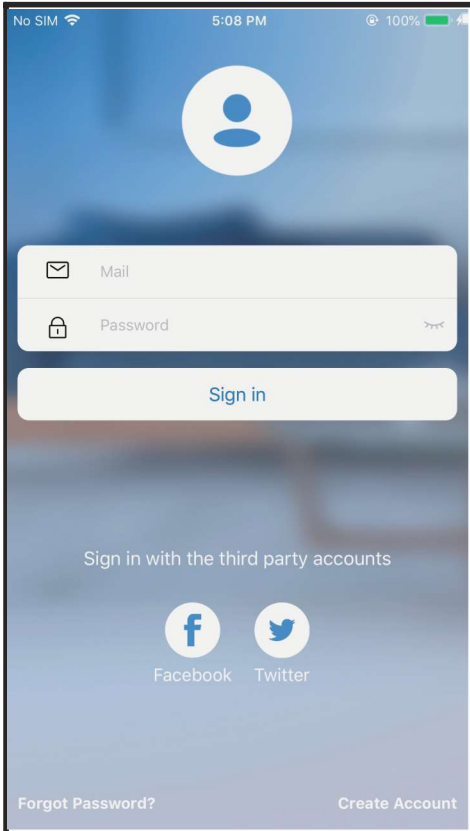 No SIM 5:08 PM 100%
Mail
Password
Sign in
Sign in with the third party accounts
Facebook Twitter
Forgot Password? Create Account